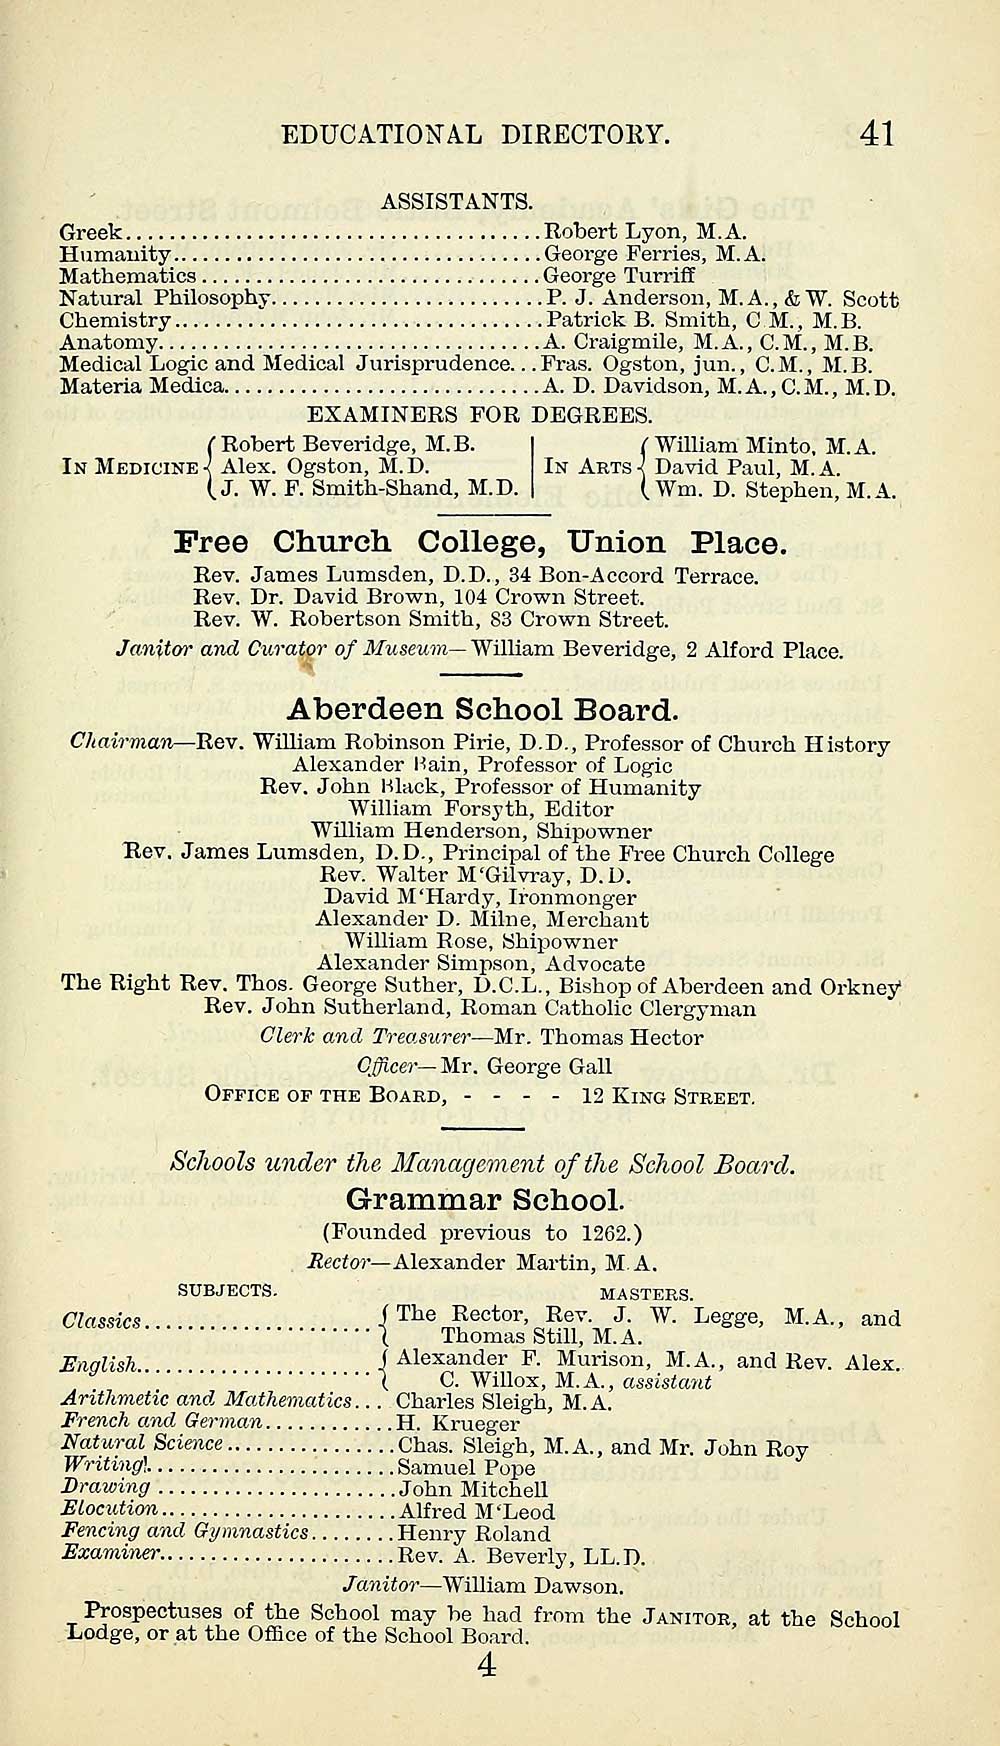 EDUCATIONAL DIRECTORY. 41
ASSISTANTS.
Greek......................................Robert Lyon, M.A.
Humanity..................................George Ferries, M.A.
Mathematics...............................George Turriff
Natural Philosophy........................P. J. Anderson, M.A., & W. Scott
Chemistry.................................Patrick B. Smith, C M., M.B.
Anatomy...................................A. Craigmile, M.A., C.M., M.B.
Medical Logic and Medical Jurisprudence...Fras. Ogston, jun., C.M., M.B.
Materia Medica............................A. D. Davidson, M.A., C.M., M.D.
EXAMINERS FOR DEGREES.
IN MEDICINE { Robert Beveridge, M.B.
Alex. Ogston, M.D.
J. W. F. Smith-Shand, M.D.
IN ARTS { William Minto, M.A.
David Paul, M.A.
Wm. D. Stephen, M.A.
Free Church College, Union Place.
Rev. James Lumsden, D.D., 34 Bon-Accord Terrace.
Rev. Dr. David Brown, 104 Crown Street.
Rev. W. Robertson Smith, 83 Crown Street.
Janitor and Curator of Museum—William Beveridge, 2 Alford Place.
Aberdeen School Board.
Chairman—Rev. William Robinson Pirie, D.D., Professor of Church History
Alexander Bain, Professor of Logic
Rev. John Black, Professor of Humanity
William Forsyth, Editor
William Henderson, Shipowner
Rev. James Lumsden, D.D., Principal of the Free Church College
Rev. Walter M'Gilvray, D.D.
David M'Hardy, Ironmonger
Alexander D. Milne, Merchant
William Rose, Shipowner
Alexander Simpson, Advocate
The Right Rev. Thos. George Suther, D.C.L., Bishop of Aberdeen and Orkney
Rev. John Sutherland, Roman Catholic Clergyman
Clerk and Treasurer—Mr. Thomas Hector
Officer—Mr. George Gall
OFFICE OF THE BOARD, - - - - 12 KING STREET.
Schools under the Management of the School Board.
Grammar School.
(Founded previous to 1262.)
Rector—Alexander Martin, M.A.
SUBJECTS. MASTERS.
Classics.....................{ The Rector, Rev. J. W. Legge, M.A., and
Thomas Still, M.A.
English......................{ Alexander F. Murison, M.A., and Rev. Alex.
C. Willox, M.A., assistant
Arithmetic and Mathematics... Charles Sleigh, M.A.
French and German.............H. Krueger
Natural Science................Chas. Sleigh, M.A., and Mr. John Roy
Writing.......................Samuel Pope
Drawing.......................John Mitchell
Elocution......................Alfred M'Leod
Fencing and Gymnastics........Henry Roland
Examiner......................Rev. A. Beverly, LL.D.
Janitor—William Dawson.
Prospectuses of the School may be had from the JANITOR, at the School
Lodge, or at the Office of the School Board.
4